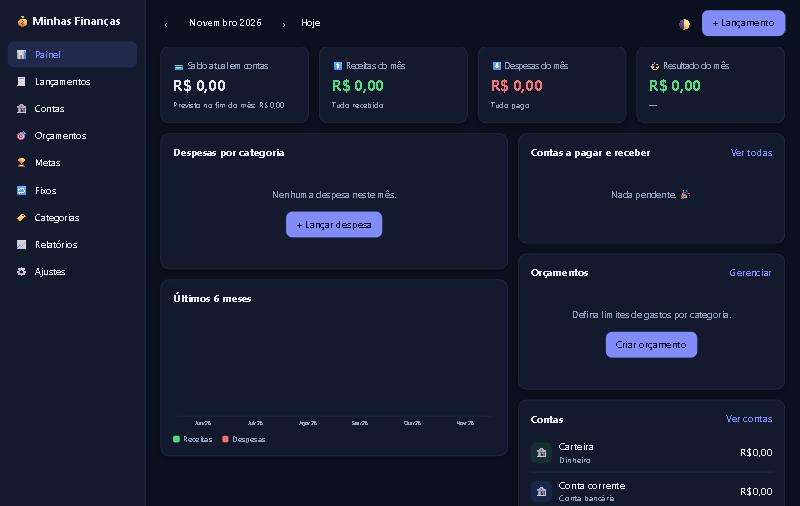 Minhas Finanças
Painel
Lançamentos
Contas
Orçamentos
Metas
Fixos
Categorias
Relatórios
Ajustes
‹ Novembro 2026 › Hoje
+ Lançamento
Saldo atual em contas
R$ 0,00
Previsto no fim do mês: R$ 0,00
Receitas do mês
R$ 0,00
Tudo recebido
Despesas do mês
R$ 0,00
Tudo pago
Resultado do mês
R$ 0,00
—
Despesas por categoria
Nenhuma despesa neste mês.
+ Lançar despesa
Últimos 6 meses
Jun/26 Jul/26 Ago/26 Set/26 Out/26 Nov/26
Receitas Despesas
Contas a pagar e receber Ver todas
Nada pendente.
Orçamentos Gerenciar
Defina limites de gastos por categoria.
Criar orçamento
Contas Ver contas
Carteira
Dinheiro
R$ 0,00
Conta corrente
Conta bancária
R$ 0,00